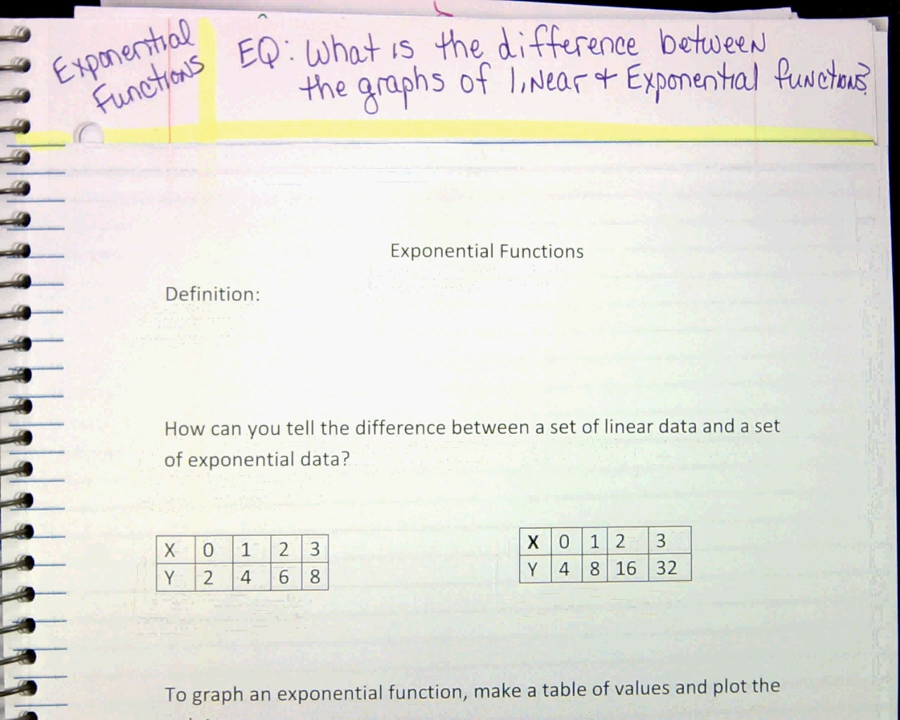 Exponential
Functions
EQ: What is the difference between
the graphs of linear + Exponential functions?
Exponential Functions
Definition:
How can you tell the difference between a set of linear data and a set
of exponential data?
X 0 1 2 3
Y 2 4 6 8
X 0 1 2 3
Y 4 8 16 32
To graph an exponential function, make a table of values and plot the